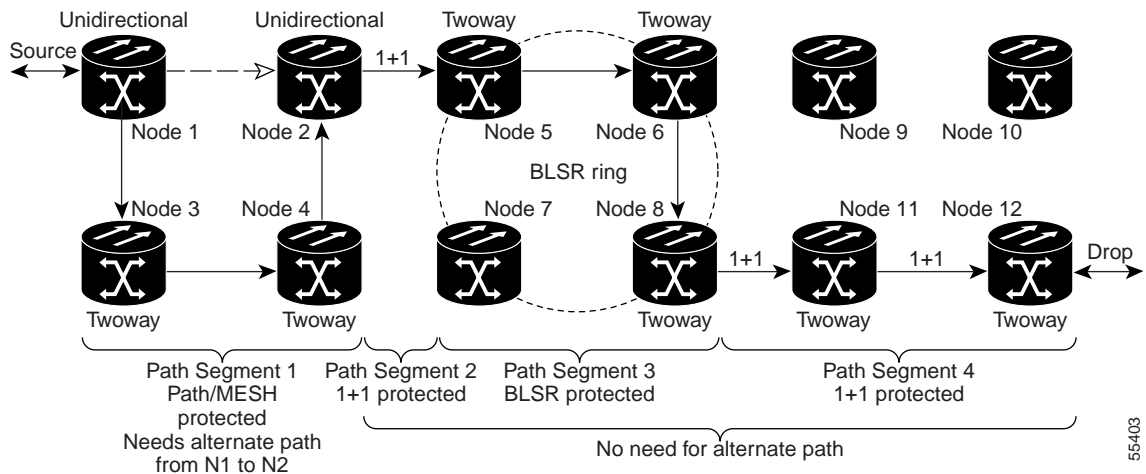 Unidirectional
Unidirectional
Twoway
Twoway
Source
1+1
Node 1
Node 2
Node 5
Node 6
Node 9
Node 10
BLSR ring
Node 3
Node 4
Node 7
Node 8
Node 11
Node 12
1+1
1+1
Drop
Twoway
Twoway
Twoway
Twoway
Twoway
Path Segment 1
Path/MESH
protected
Needs alternate path
from N1 to N2
Path Segment 2
1+1 protected
Path Segment 3
BLSR protected
Path Segment 4
1+1 protected
No need for alternate path
55403